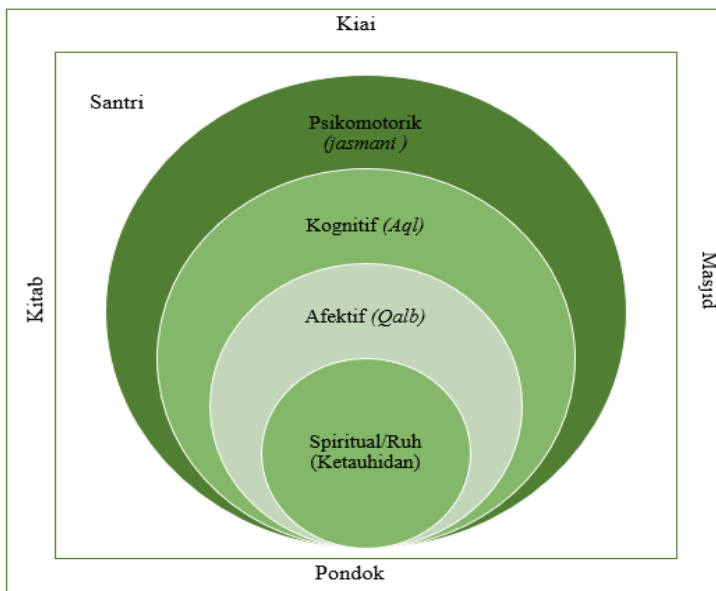 Kiai
Santri
Psikomotorik
(jasmani )
Kognitif (Aql)
Kitab
Masjid
Afektif (Qalb)
Spiritual/Ruh
(Ketauhidan)
Pondok